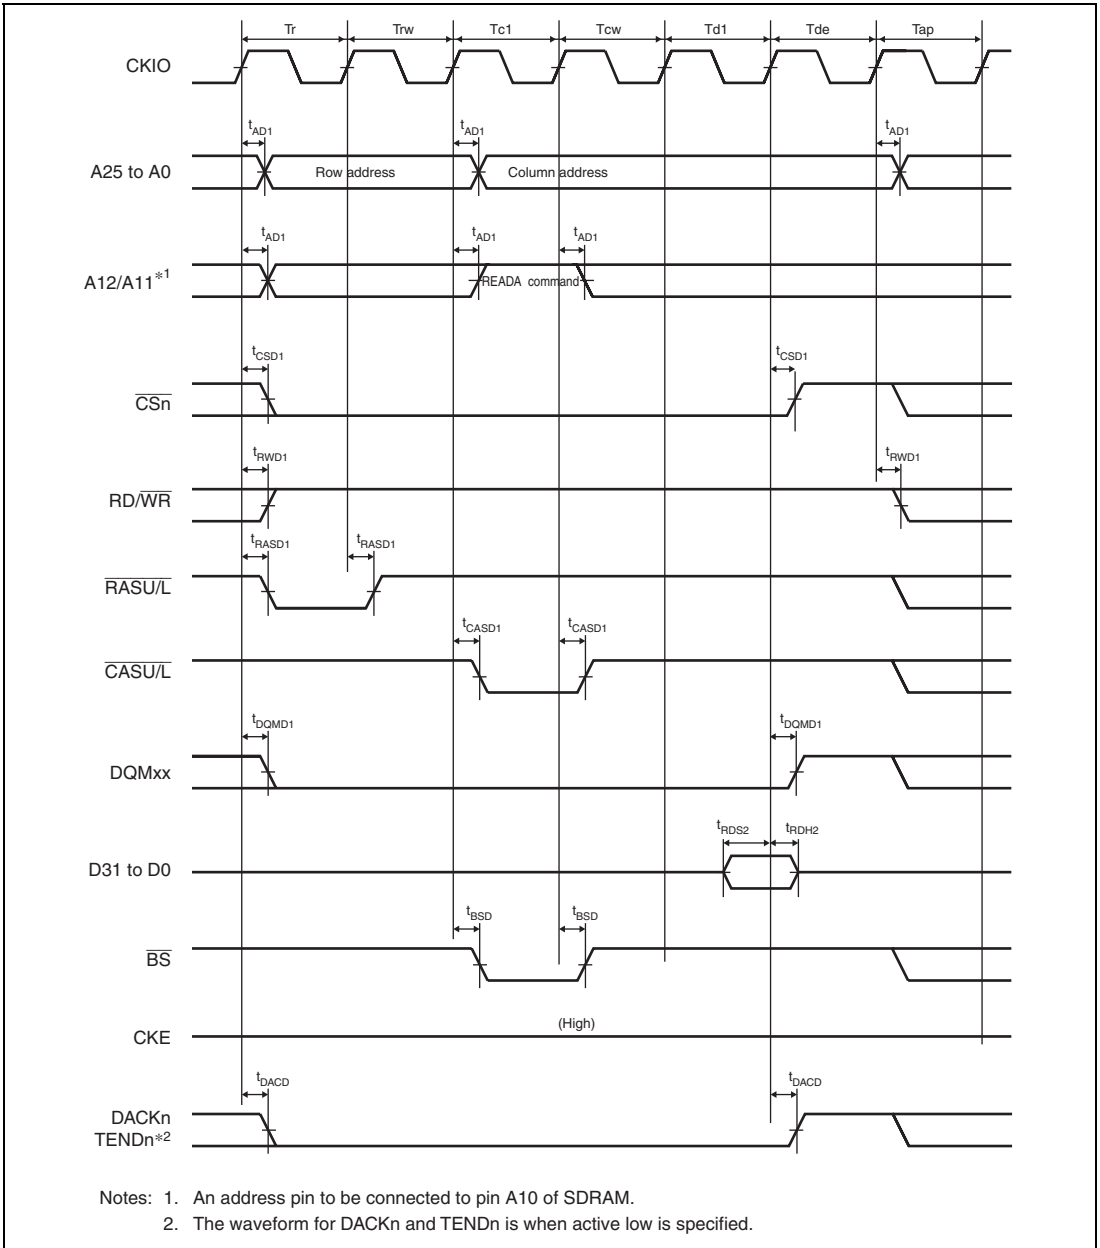 Tr Trw Tc1 Tcw Td1 Tde Tap
CKIO
tAD1 tAD1 tAD1
A25 to A0 Row address Column address
tAD1 tAD1 tAD1
A12/A11*1 READA command
tCSD1 tCSD1
CSn
tRWD1 tRWD1
RD/WR
tRASD1 tRASD1
RASU/L
tCASD1 tCASD1
CASU/L
tDQMD1 tDQMD1
DQMxx
tRDS2 tRDH2
D31 to D0
tBSD tBSD
BS
(High)
CKE
tDACD tDACD
DACKn
TENDn*2
Notes: 1. An address pin to be connected to pin A10 of SDRAM.
2. The waveform for DACKn and TENDn is when active low is specified.